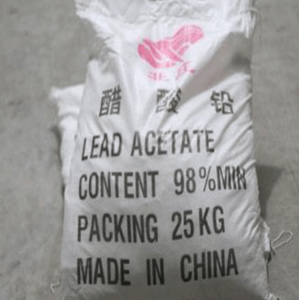 醋酸铅
LEAD ACETATE
CONTENT 98%MIN
PACKING 25KG
MADE IN CHINA